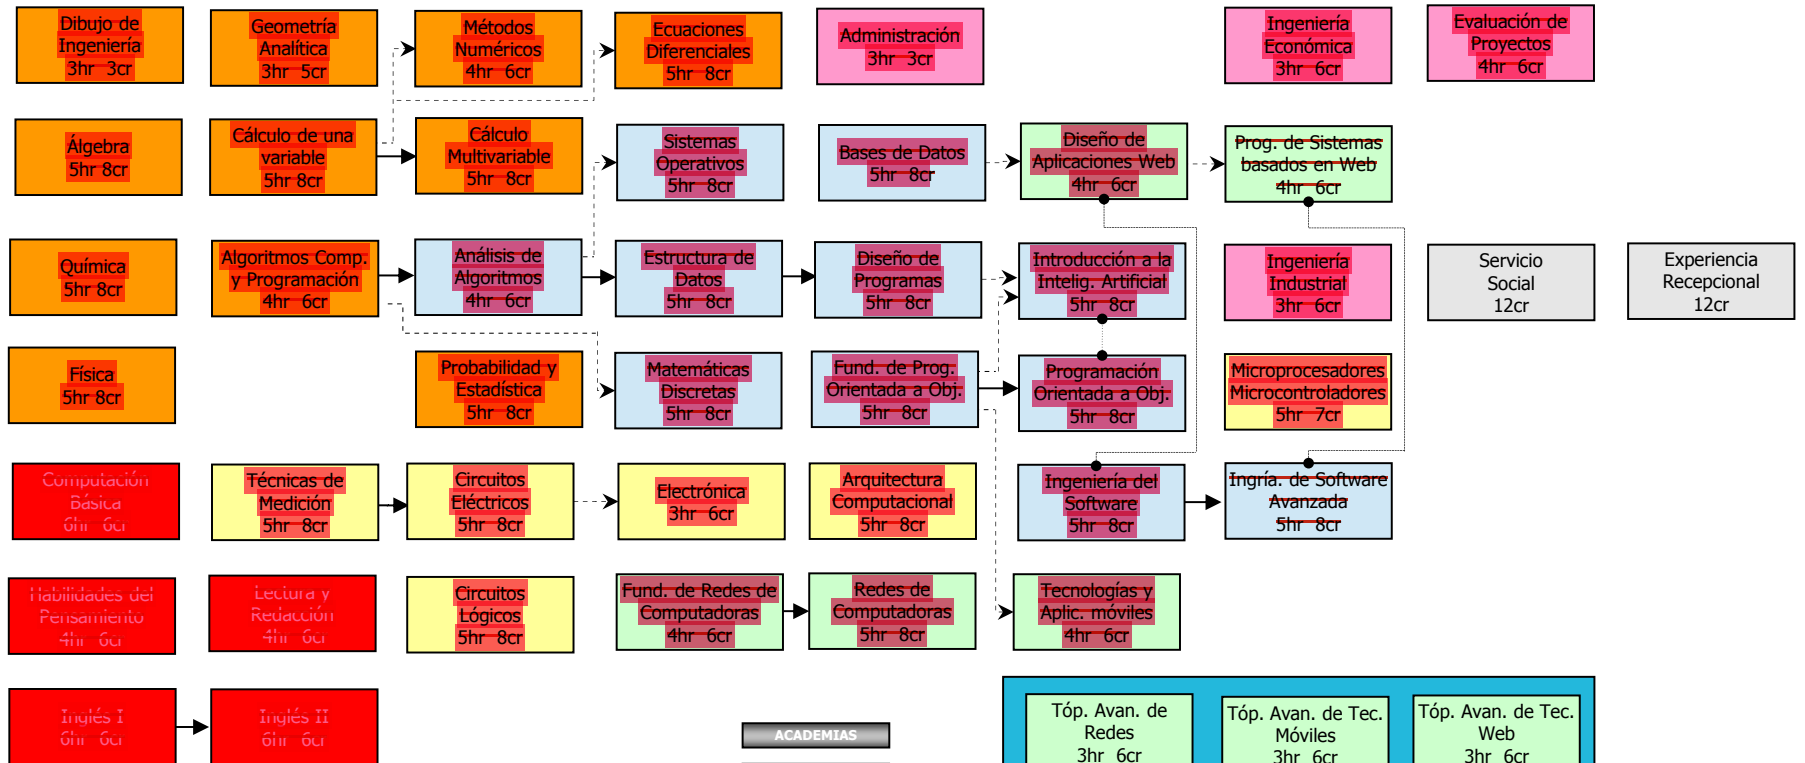 Dibujo de
Ingeniería
3hr 3cr
Geometría
Analítica
3hr 5cr
Métodos
Numéricos
4hr 6cr
Ecuaciones
Diferenciales
5hr 8cr
Administración
3hr 3cr
Ingeniería
Económica
3hr 6cr
Evaluación de
Proyectos
4hr 6cr
Álgebra
5hr 8cr
Cálculo de una
variable
5hr 8cr
Cálculo
Multivariable
5hr 8cr
Sistemas
Operativos
5hr 8cr
Bases de Datos
5hr 8cr
Diseño de
Aplicaciones Web
4hr 6cr
Prog. de Sistemas
basados en Web
4hr 6cr
Química
5hr 8cr
Algoritmos Comp.
y Programación
4hr 6cr
Análisis de
Algoritmos
4hr 6cr
Estructura de
Datos
5hr 8cr
Diseño de
Programas
5hr 8cr
Introducción a la
Intelig. Artificial
5hr 8cr
Ingeniería
Industrial
3hr 6cr
Servicio
Social
12cr
Experiencia
Recepcional
12cr
Física
5hr 8cr
Probabilidad y
Estadística
5hr 8cr
Matemáticas
Discretas
5hr 8cr
Fund. de Prog.
Orientada a Obj.
5hr 8cr
Programación
Orientada a Obj.
5hr 8cr
Microprocesadores
Microcontroladores
5hr 7cr
Computación
Básica
6hr 6cr
Técnicas de
Medición
5hr 8cr
Circuitos
Eléctricos
5hr 8cr
Electrónica
3hr 6cr
Arquitectura
Computacional
5hr 8cr
Ingeniería del
Software
5hr 8cr
Ingría. de Software
Avanzada
5hr 8cr
Habilidades del
Pensamiento
4hr 6cr
Lectura y
Redacción
4hr 6cr
Circuitos
Lógicos
5hr 8cr
Fund. de Redes de
Computadoras
4hr 6cr
Redes de
Computadoras
5hr 8cr
Tecnologías y
Aplic. móviles
4hr 6cr
Inglés I
6hr 6cr
Inglés II
6hr 6cr
ACADEMIAS
Tóp. Avan. de
Redes
3hr 6cr
Tóp. Avan. de Tec.
Móviles
3hr 6cr
Tóp. Avan. de Tec.
Web
3hr 6cr